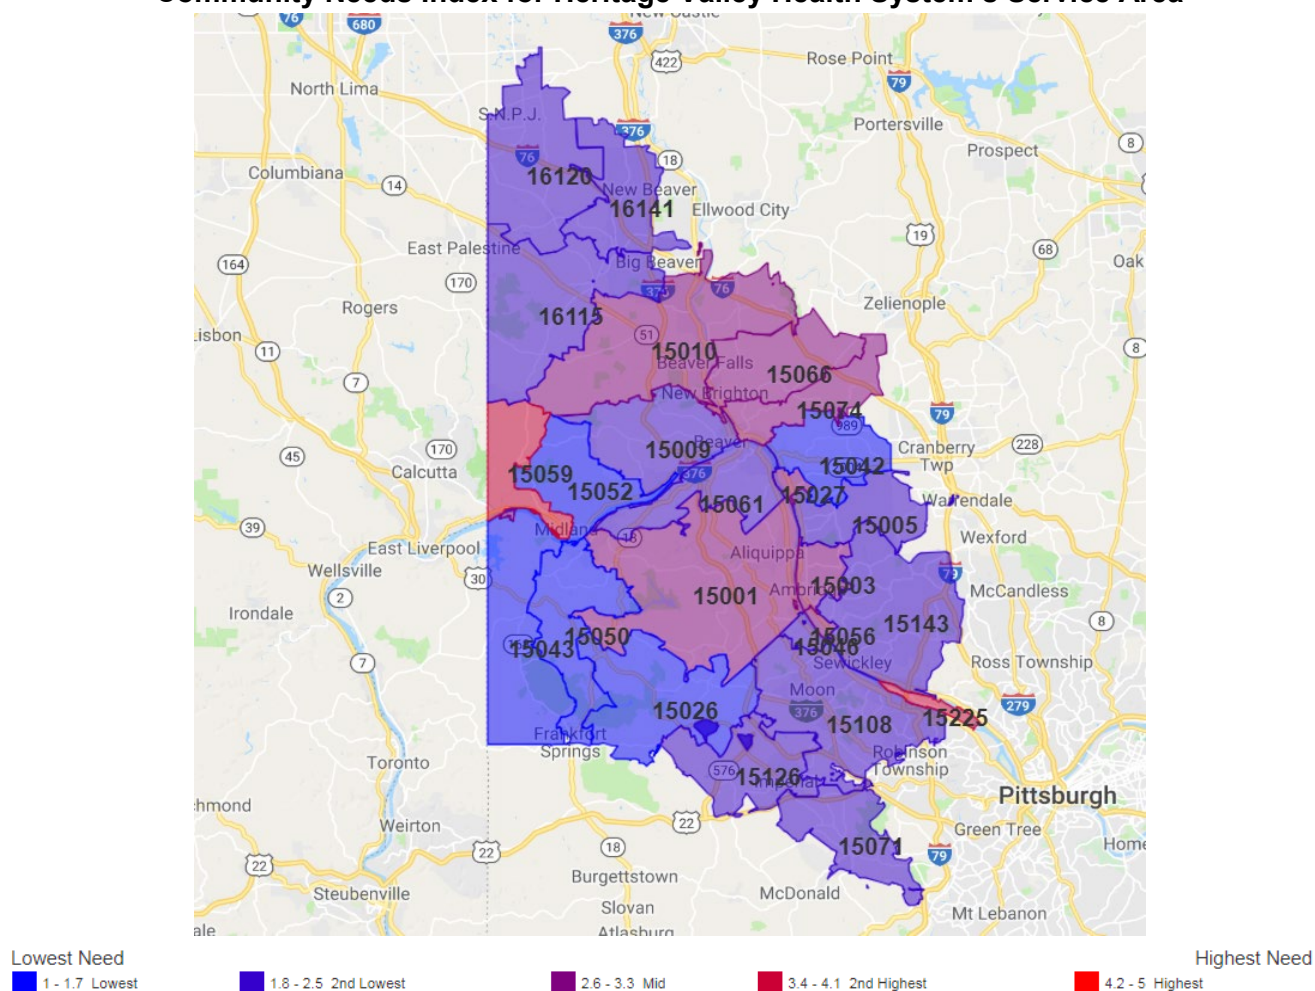 Community Needs Index for Heritage Valley Health System's Service Area
New Castle
76
680
376
422
Rose Point
79
North Lima
S.N.P.J.
Portersville
376
8
76
18
Prospect
Columbiana
14
16120
New Beaver
16141
Ellwood City
19
East Palestine
68
164
Big Beaver
Oak
170
376
76
Rogers
16115
Zelienople
Lisbon
51
11
15010
8
Beaver Falls
7
15066
New Brighton
15074
79
989
170
Beaver
Cranberry
Twp
228
45
15009
Calcutta
15059
376
15042
15052
15027
15061
Warrendale
39
Midland
15005
18
East Liverpool
Aliquippa
Wexford
Wellsville
30
79
2
15001
Ambridge
15003
McCandless
Irondale
15143
8
15050
15056
15043
15046
7
Sewickley
Ross Township
Moon
279
15026
376
15108
15225
Frankfort
Springs
Robinson
Township
Toronto
576
15126
Imperial
Pittsburgh
22
Weirton
Green Tree
22
18
15071
79
22
Burgettstown
Steubenville
McDonald
Slovan
Mt Lebanon
Atlasburg
Lowest Need
Highest Need
1 - 1.7 Lowest
1.8 - 2.5 2nd Lowest
2.6 - 3.3 Mid
3.4 - 4.1 2nd Highest
4.2 - 5 Highest